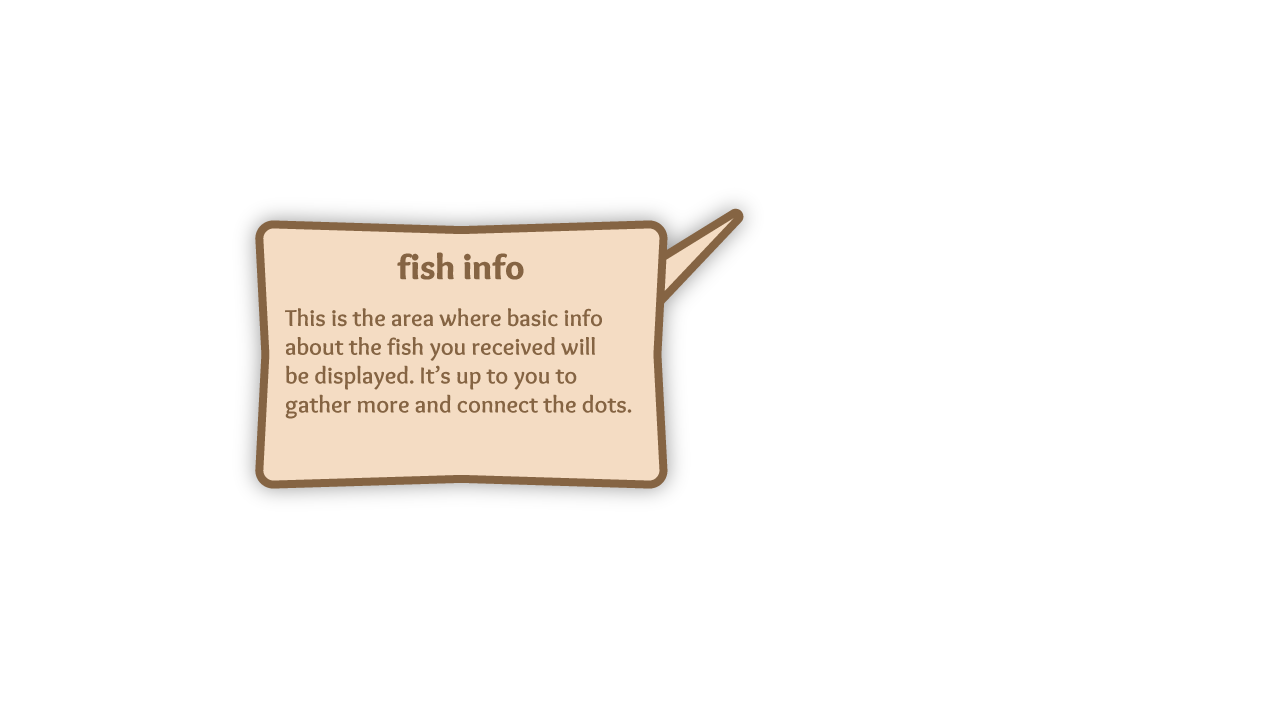 fish info
This is the area where basic info
about the fish you received will
be displayed. It’s up to you to
gather more and connect the dots.